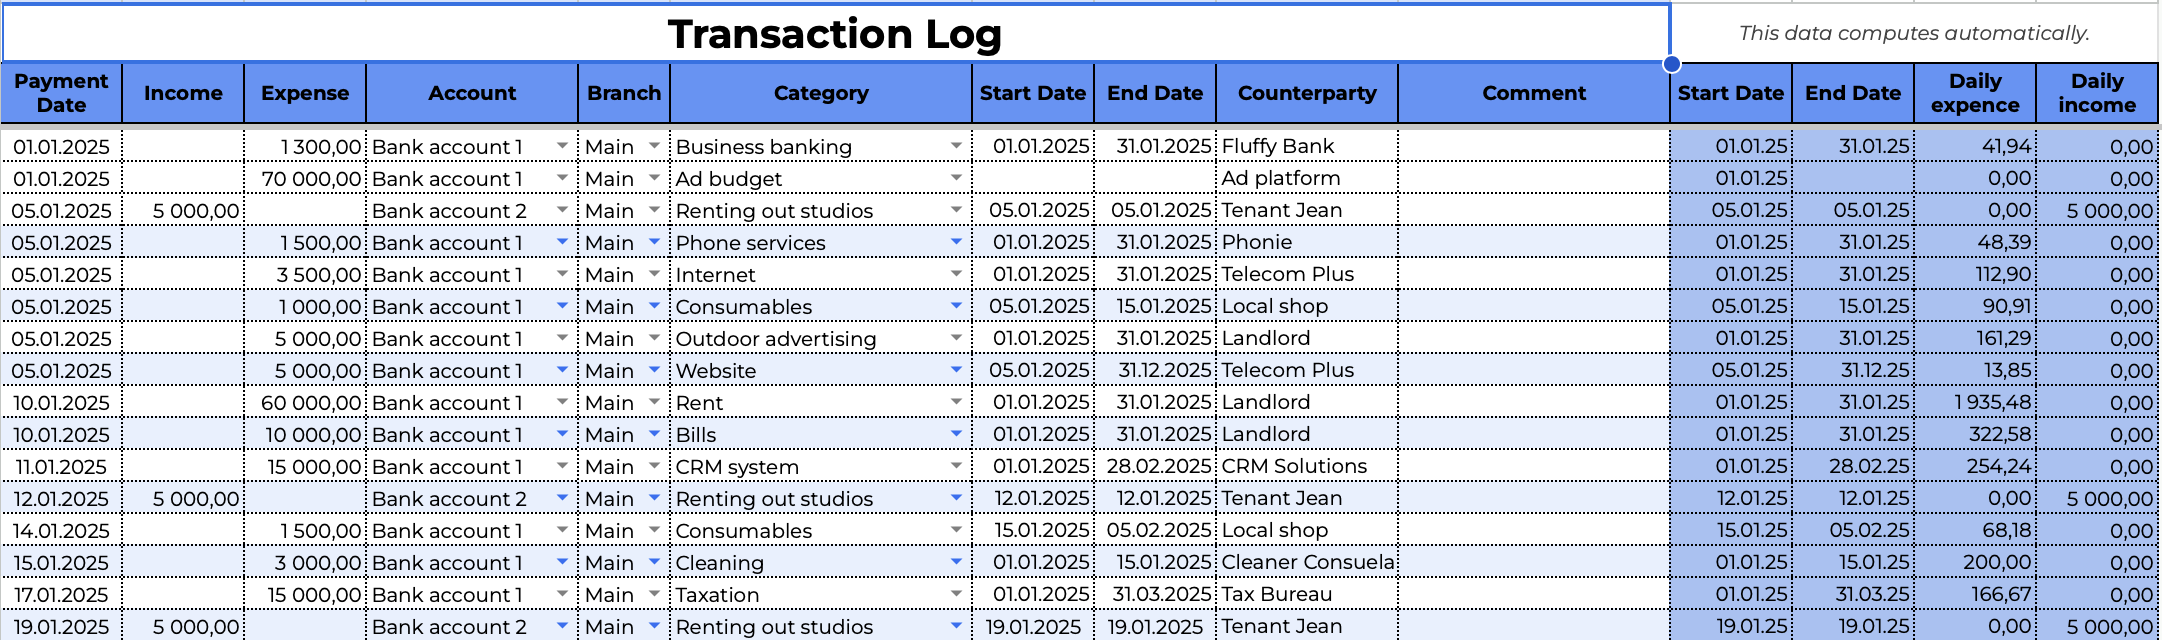 Transaction Log
This data computes automatically.
Payment Date Income Expense Account Branch Category Start Date End Date Counterparty Comment Start Date End Date Daily expence Daily income
01.01.2025 1 300,00 Bank account 1 Main Business banking 01.01.2025 31.01.2025 Fluffy Bank 01.01.25 31.01.25 41,94 0,00
01.01.2025 70 000,00 Bank account 1 Main Ad budget Ad platform 01.01.25 0,00 0,00
05.01.2025 5 000,00 Bank account 2 Main Renting out studios 05.01.2025 05.01.2025 Tenant Jean 05.01.25 05.01.25 0,00 5 000,00
05.01.2025 1 500,00 Bank account 1 Main Phone services 01.01.2025 31.01.2025 Phonie 01.01.25 31.01.25 48,39 0,00
05.01.2025 3 500,00 Bank account 1 Main Internet 01.01.2025 31.01.2025 Telecom Plus 01.01.25 31.01.25 112,90 0,00
05.01.2025 1 000,00 Bank account 1 Main Consumables 05.01.2025 15.01.2025 Local shop 05.01.25 15.01.25 90,91 0,00
05.01.2025 5 000,00 Bank account 1 Main Outdoor advertising 01.01.2025 31.01.2025 Landlord 01.01.25 31.01.25 161,29 0,00
05.01.2025 5 000,00 Bank account 1 Main Website 05.01.2025 31.12.2025 Telecom Plus 05.01.25 31.12.25 13,85 0,00
10.01.2025 60 000,00 Bank account 1 Main Rent 01.01.2025 31.01.2025 Landlord 01.01.25 31.01.25 1 935,48 0,00
10.01.2025 10 000,00 Bank account 1 Main Bills 01.01.2025 31.01.2025 Landlord 01.01.25 31.01.25 322,58 0,00
11.01.2025 15 000,00 Bank account 1 Main CRM system 01.01.2025 28.02.2025 CRM Solutions 01.01.25 28.02.25 254,24 0,00
12.01.2025 5 000,00 Bank account 2 Main Renting out studios 12.01.2025 12.01.2025 Tenant Jean 12.01.25 12.01.25 0,00 5 000,00
14.01.2025 1 500,00 Bank account 1 Main Consumables 15.01.2025 05.02.2025 Local shop 15.01.25 05.02.25 68,18 0,00
15.01.2025 3 000,00 Bank account 1 Main Cleaning 01.01.2025 15.01.2025 Cleaner Consuela 01.01.25 15.01.25 200,00 0,00
17.01.2025 15 000,00 Bank account 1 Main Taxation 01.01.2025 31.03.2025 Tax Bureau 01.01.25 31.03.25 166,67 0,00
19.01.2025 5 000,00 Bank account 2 Main Renting out studios 19.01.2025 19.01.2025 Tenant Jean 19.01.25 19.01.25 0,00 5 000,00